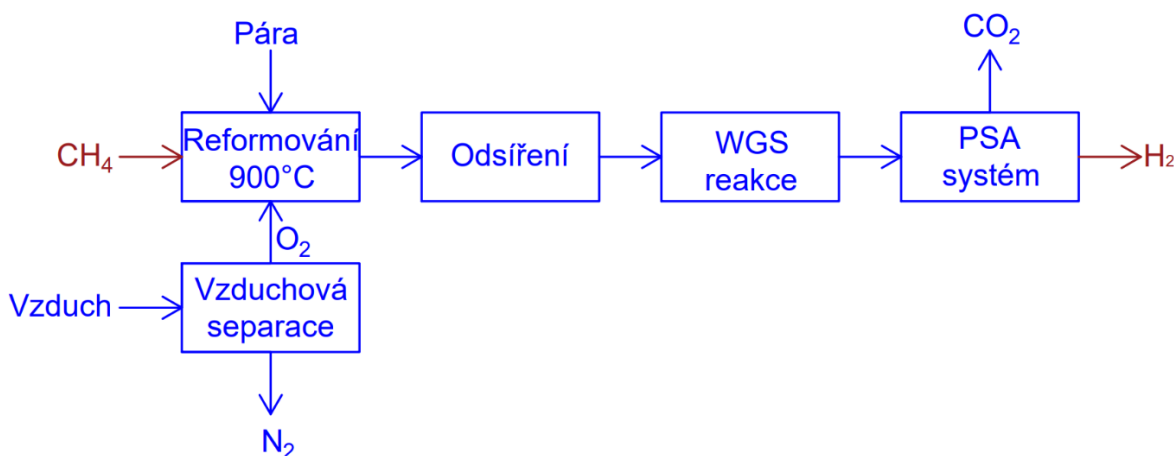 Pára
CO₂
CH₄
Reformování
900°C
Odsíření
WGS
reakce
PSA
systém
H₂
O₂
Vzduch
Vzduchová
separace
N₂